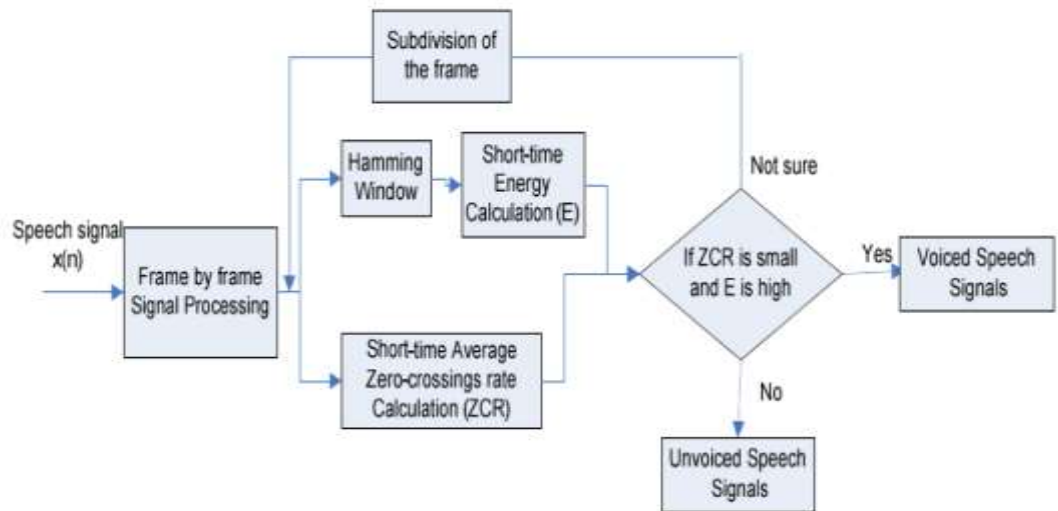 Subdivision of
the frame
Not sure
Hamming
Window
Short-time
Energy
Calculation (E)
Speech signal
x(n)
Frame by frame
Signal Processing
If ZCR is small
and E is high
Yes
Voiced Speech
Signals
Short-time Average
Zero-crossings rate
Calculation (ZCR)
No
Unvoiced Speech
Signals